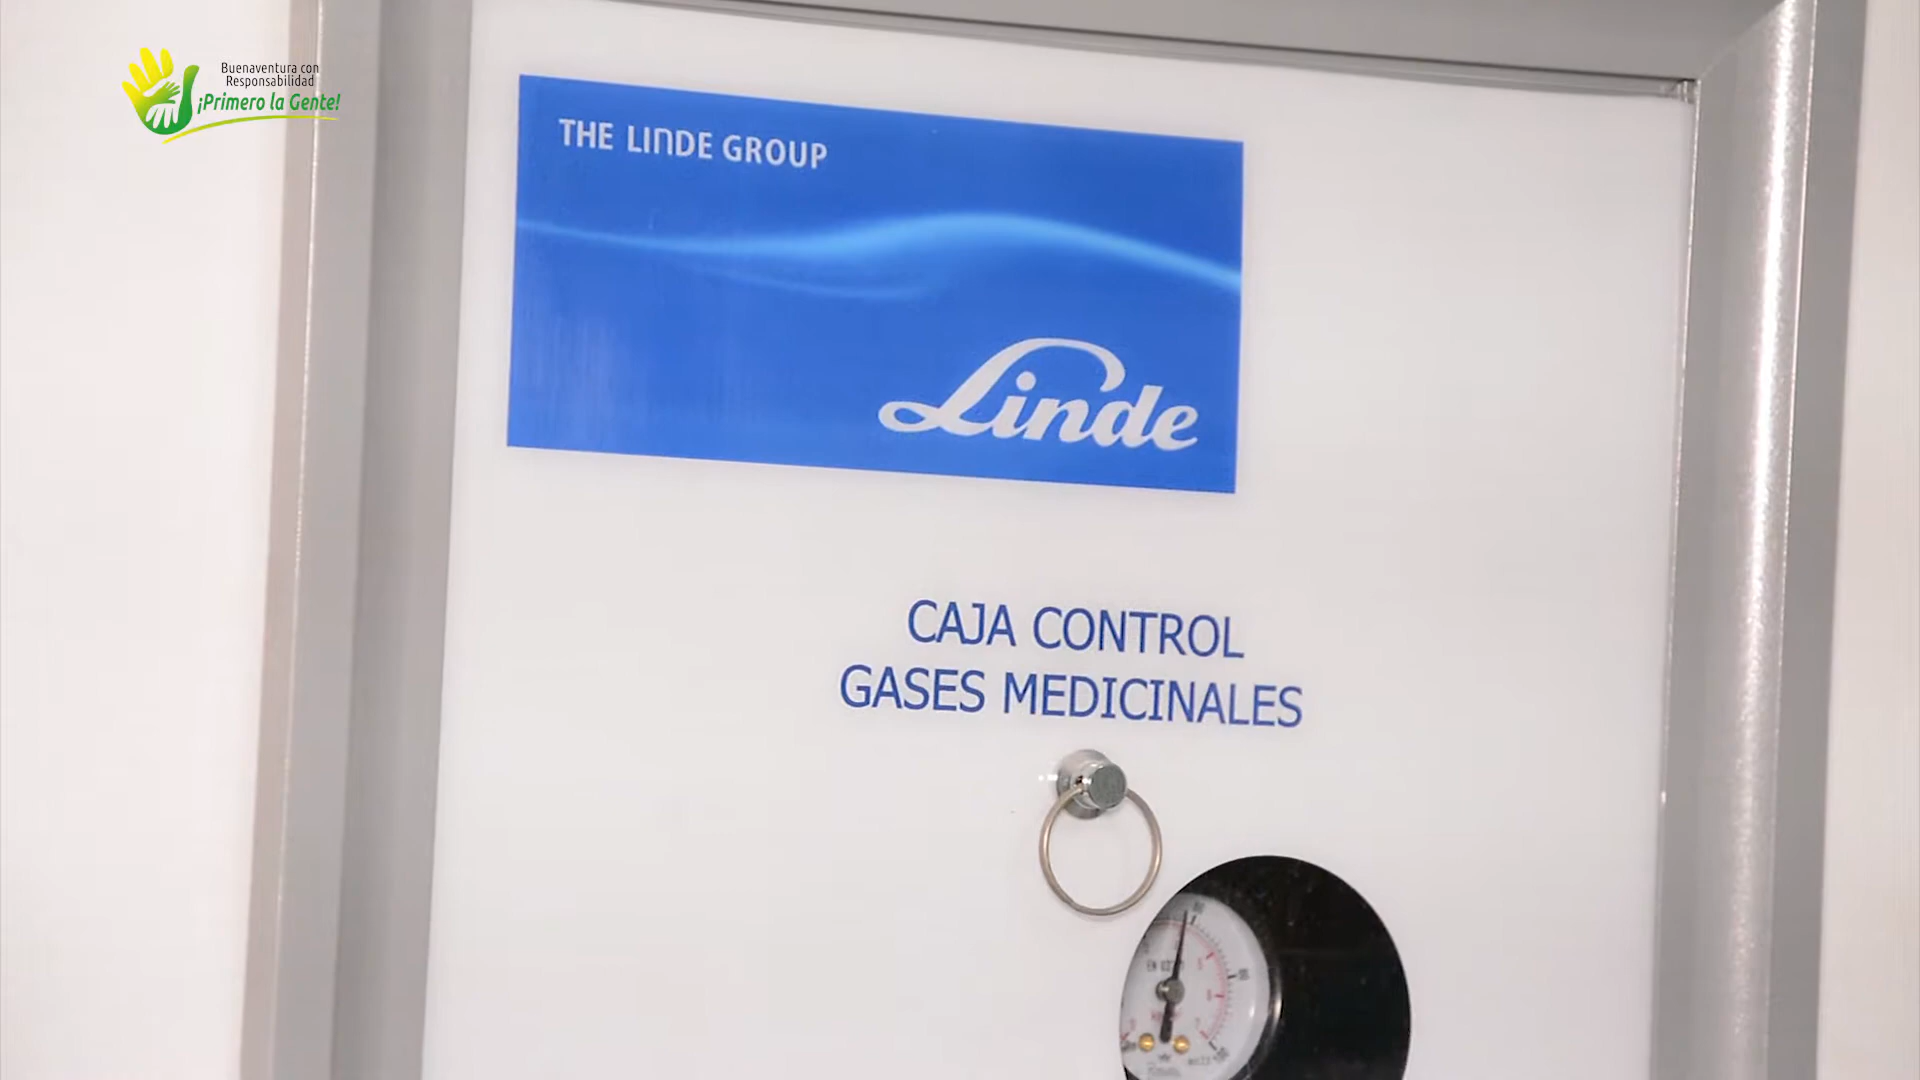 Buenaventura con
Responsabilidad
¡Primero la Gente!
THE LINDE GROUP
Linde
CAJA CONTROL
GASES MEDICINALES